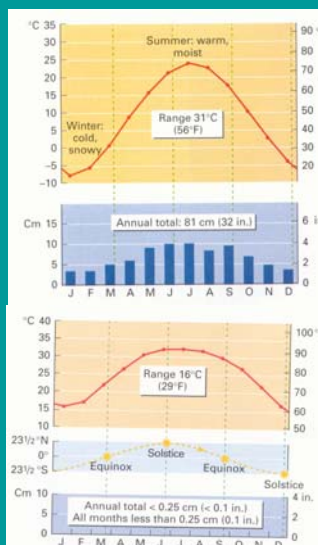 °C
35
30
25
20
15
10
5
0
-5
-10
90
80
70
60
50
40
30
20
Summer: warm,
moist
Winter:
cold,
snowy
Range 31°C
(56°F)
Cm
15
10
5
0
6 in
4
2
0
Annual total: 81 cm (32 in.)
J F M A M J J A S O N D
°C
40
35
30
25
20
15
10
100°
90
80
70
60
50
Range 16°C
(29°F)
23½°N
0°
23½°S
Equinox
Solstice
Equinox
Solstice
Cm
10
5
0
4 in.
2
0
Annual total < 0.25 cm (< 0.1 in.)
All months less than 0.25 cm (0.1 in.)
J F M A M J J A S O N D